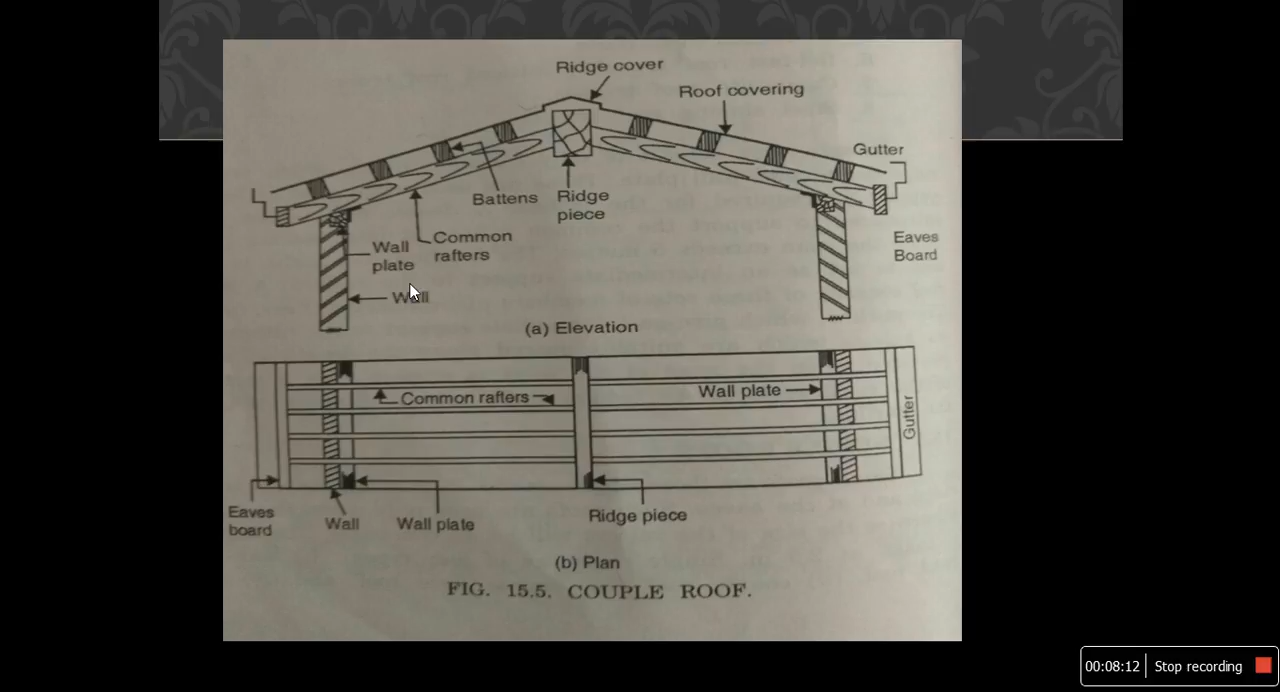 Ridge cover
Roof covering
Gutter
Battens
Ridge
piece
Common
rafters
Wall
plate
Eaves
Board
Wall
(a) Elevation
Common rafters
Wall plate
Gutter
Eaves
board
Wall
Wall plate
Ridge piece
(b) Plan
FIG. 15.5. COUPLE ROOF.
00:08:12
Stop recording